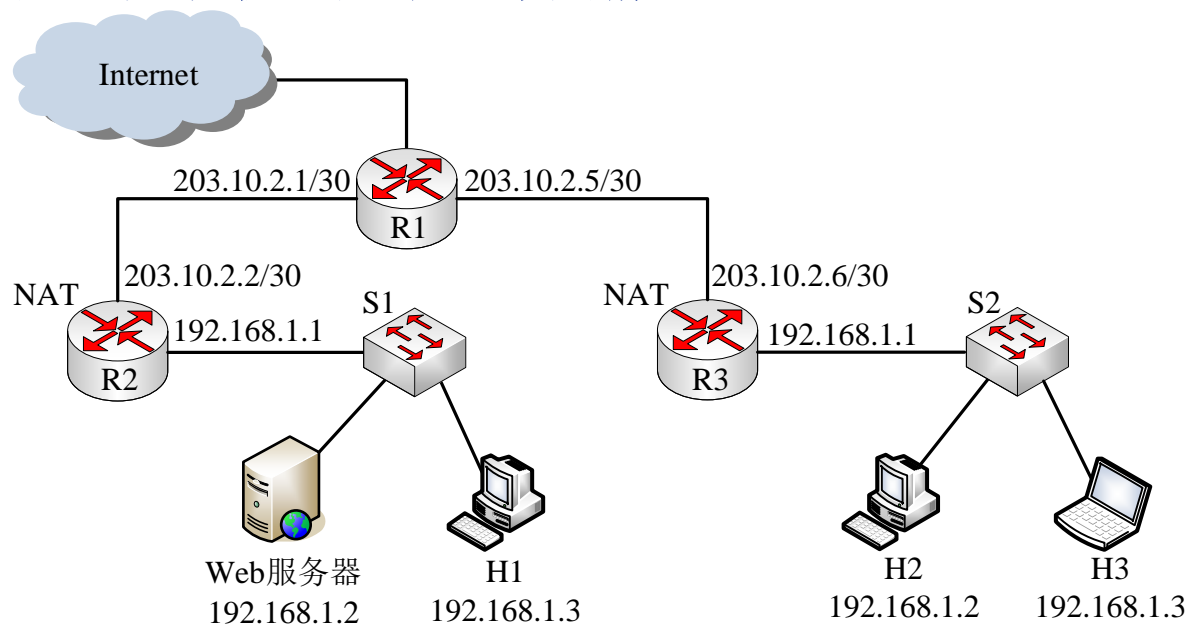 Internet
203.10.2.1/30
203.10.2.5/30
R1
203.10.2.2/30
203.10.2.6/30
NAT
S1
NAT
S2
192.168.1.1
192.168.1.1
R2
R3
Web服务器
192.168.1.2
H1
192.168.1.3
H2
192.168.1.2
H3
192.168.1.3